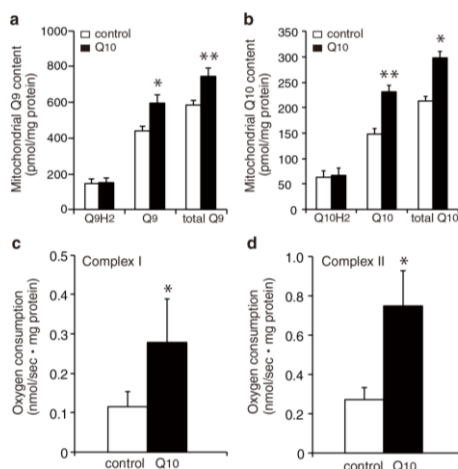 a
control
Q10
Mitochondrial Q9 content
(pmol/mg protein)
1000
800
600
400
200
0
*
**
Q9H2 Q9 total Q9
b
control
Q10
Mitochondrial Q10 content
(pmol/mg protein)
350
300
250
200
150
100
50
0
**
*
Q10H2 Q10 total Q10
c
Complex I
Oxygen consumption
(nmol/sec • mg protein)
0.5
0.4
0.3
0.2
0.1
0
*
control Q10
d
Complex II
Oxygen consumption
(nmol/sec • mg protein)
1.0
0.8
0.6
0.4
0.2
0
*
control Q10